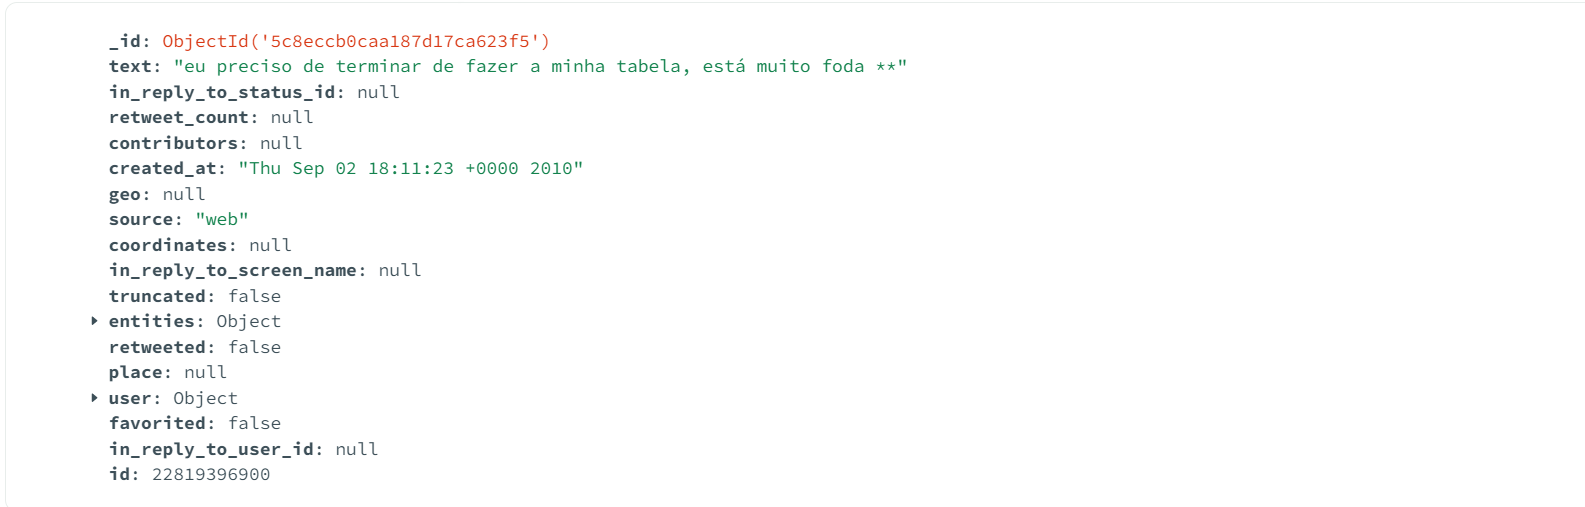 _id: ObjectId('5c8eccb0caa187d17ca623f5')
text: "eu preciso de terminar de fazer a minha tabela, está muito foda **"
in_reply_to_status_id: null
retweet_count: null
contributors: null
created_at: "Thu Sep 02 18:11:23 +0000 2010"
geo: null
source: "web"
coordinates: null
in_reply_to_screen_name: null
truncated: false
entities: Object
retweeted: false
place: null
user: Object
favorited: false
in_reply_to_user_id: null
id: 22819396900